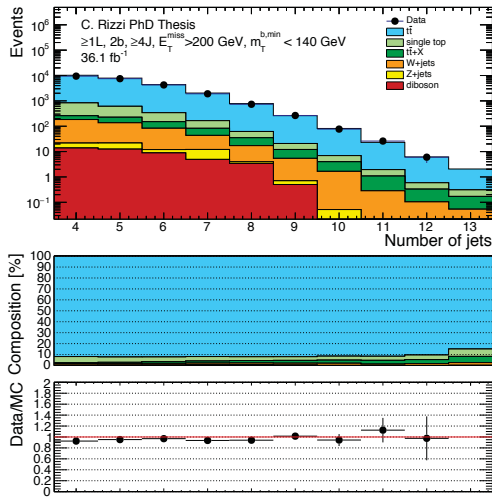 Events
10⁶
10⁵
10⁴
10³
10²
10
1
10⁻¹
C. Rizzi PhD Thesis
≥1L, 2b, ≥4J, E_T^miss>200 GeV, m_T^b,min < 140 GeV
36.1 fb⁻¹
Data
tt̄
single top
tt̄+X
W+jets
Z+jets
diboson
4 5 6 7 8 9 10 11 12 13
Number of jets
Composition [%]
100
90
80
70
60
50
40
30
20
10
0
Data/MC
2
1.8
1.6
1.4
1.2
1
0.8
0.6
0.4
0.2
0